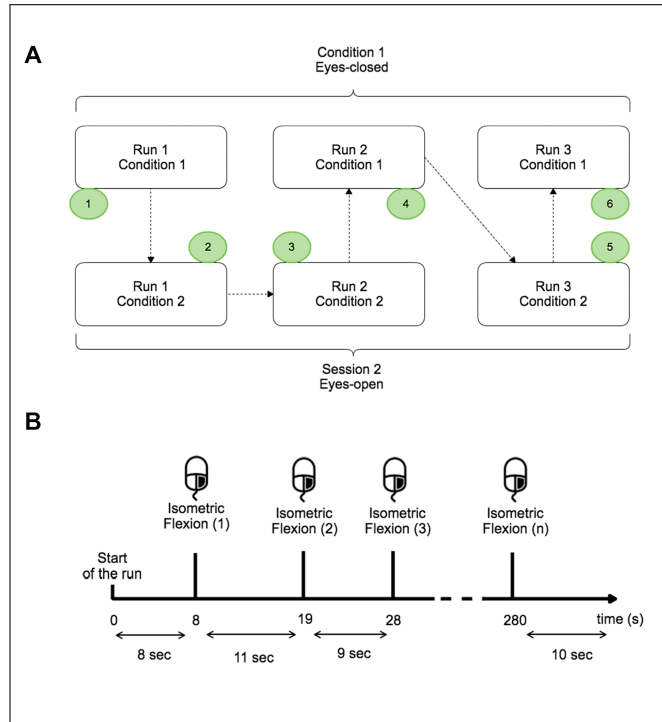 A
Condition 1
Eyes-closed
Run 1
Condition 1
Run 2
Condition 1
Run 3
Condition 1
1
4
6
2
3
5
Run 1
Condition 2
Run 2
Condition 2
Run 3
Condition 2
Session 2
Eyes-open
B
Isometric
Flexion (1)
Isometric
Flexion (2)
Isometric
Flexion (3)
Isometric
Flexion (n)
Start
of the run
0
8
19
28
280
time (s)
8 sec
11 sec
9 sec
10 sec